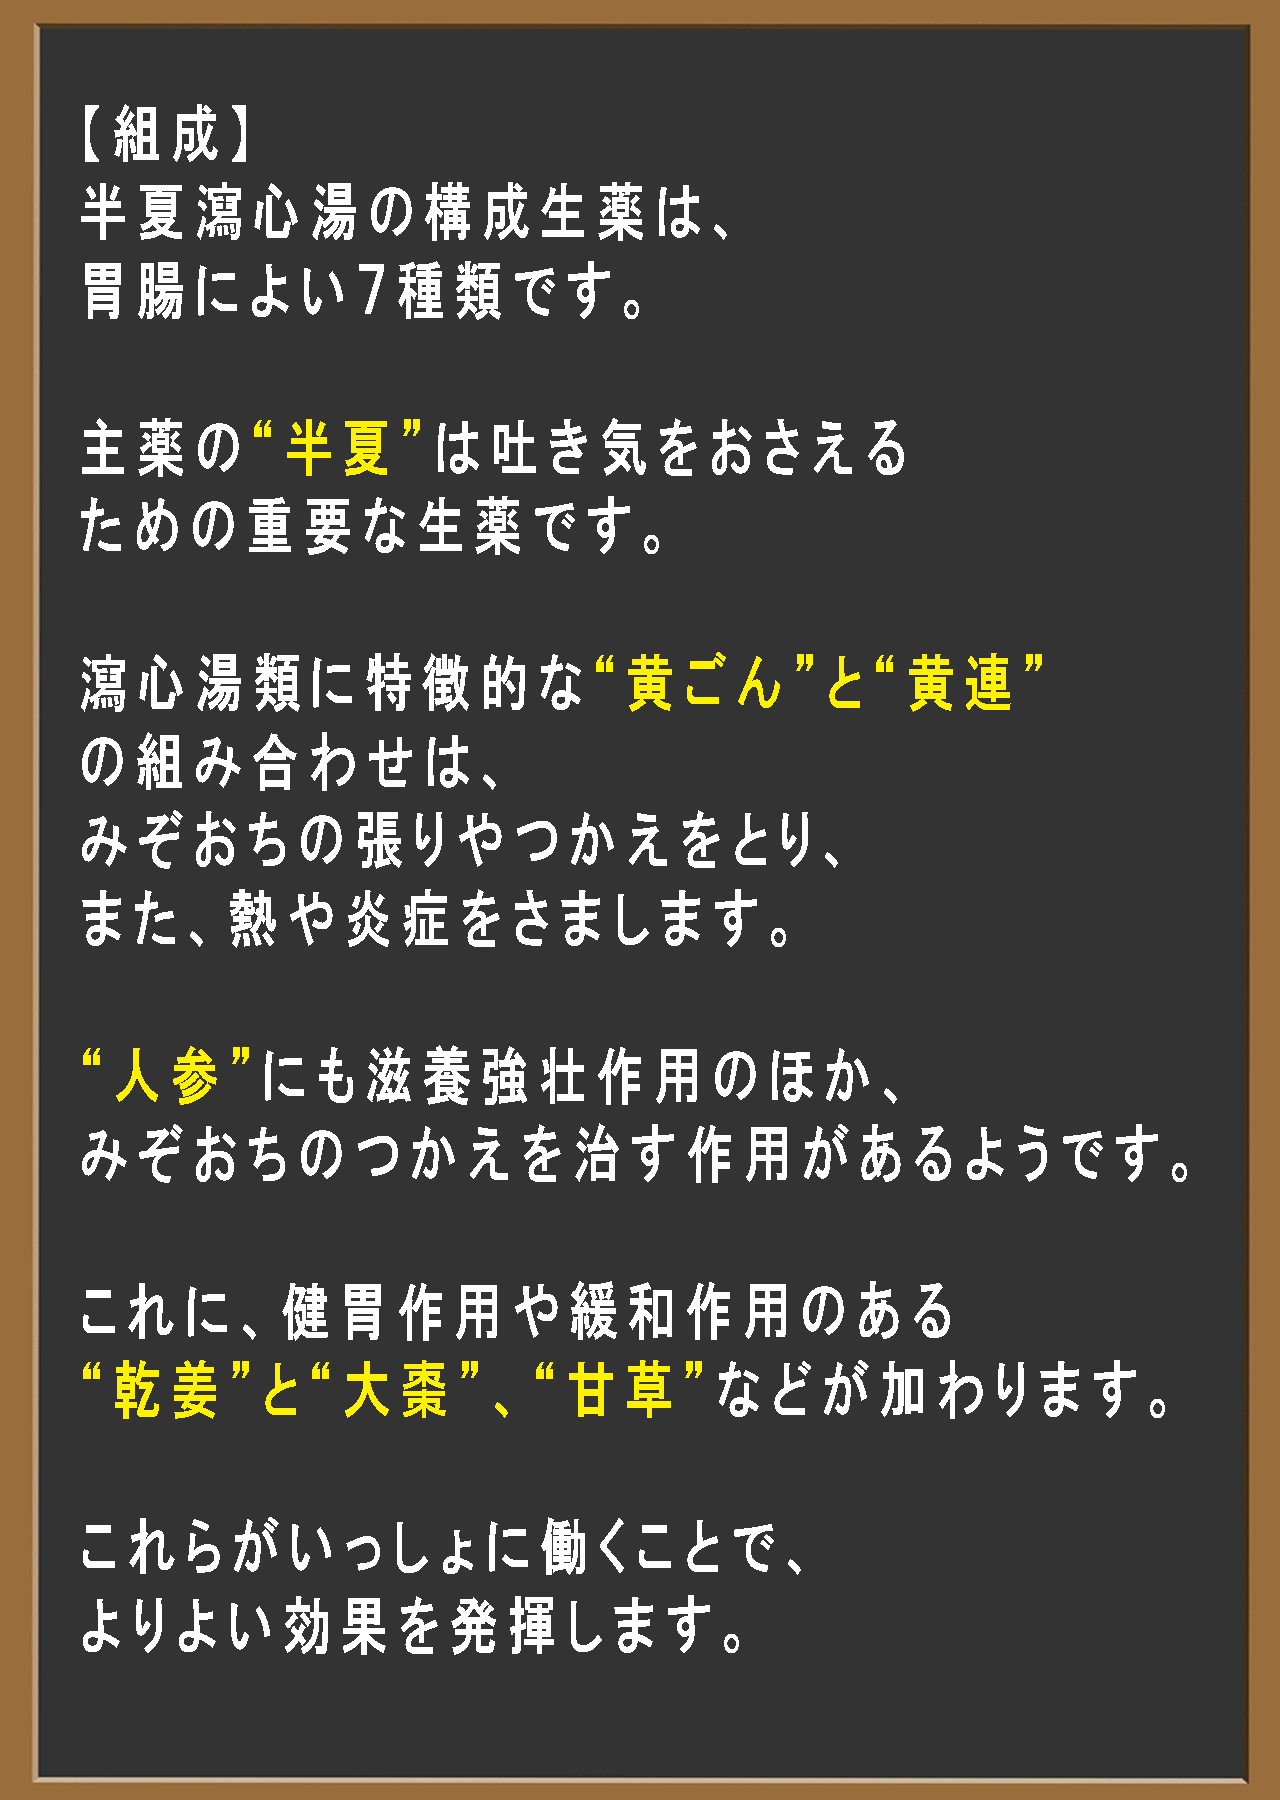 【組成】
半夏瀉心湯の構成生薬は、
胃腸によい７種類です。
主薬の“半夏”は吐き気をおさえる
ための重要な生薬です。
瀉心湯類に特徴的な“黄ごん”と“黄連”
の組み合わせは、
みぞおちの張りやつかえをとり、
また、熱や炎症をさまします。
“人参”にも滋養強壮作用のほか、
みぞおちのつかえを治す作用があるようです。
これに、健胃作用や緩和作用のある
“乾姜”と“大棗”、“甘草”などが加わります。
これらがいっしょに働くことで、
よりよい効果を発揮します。